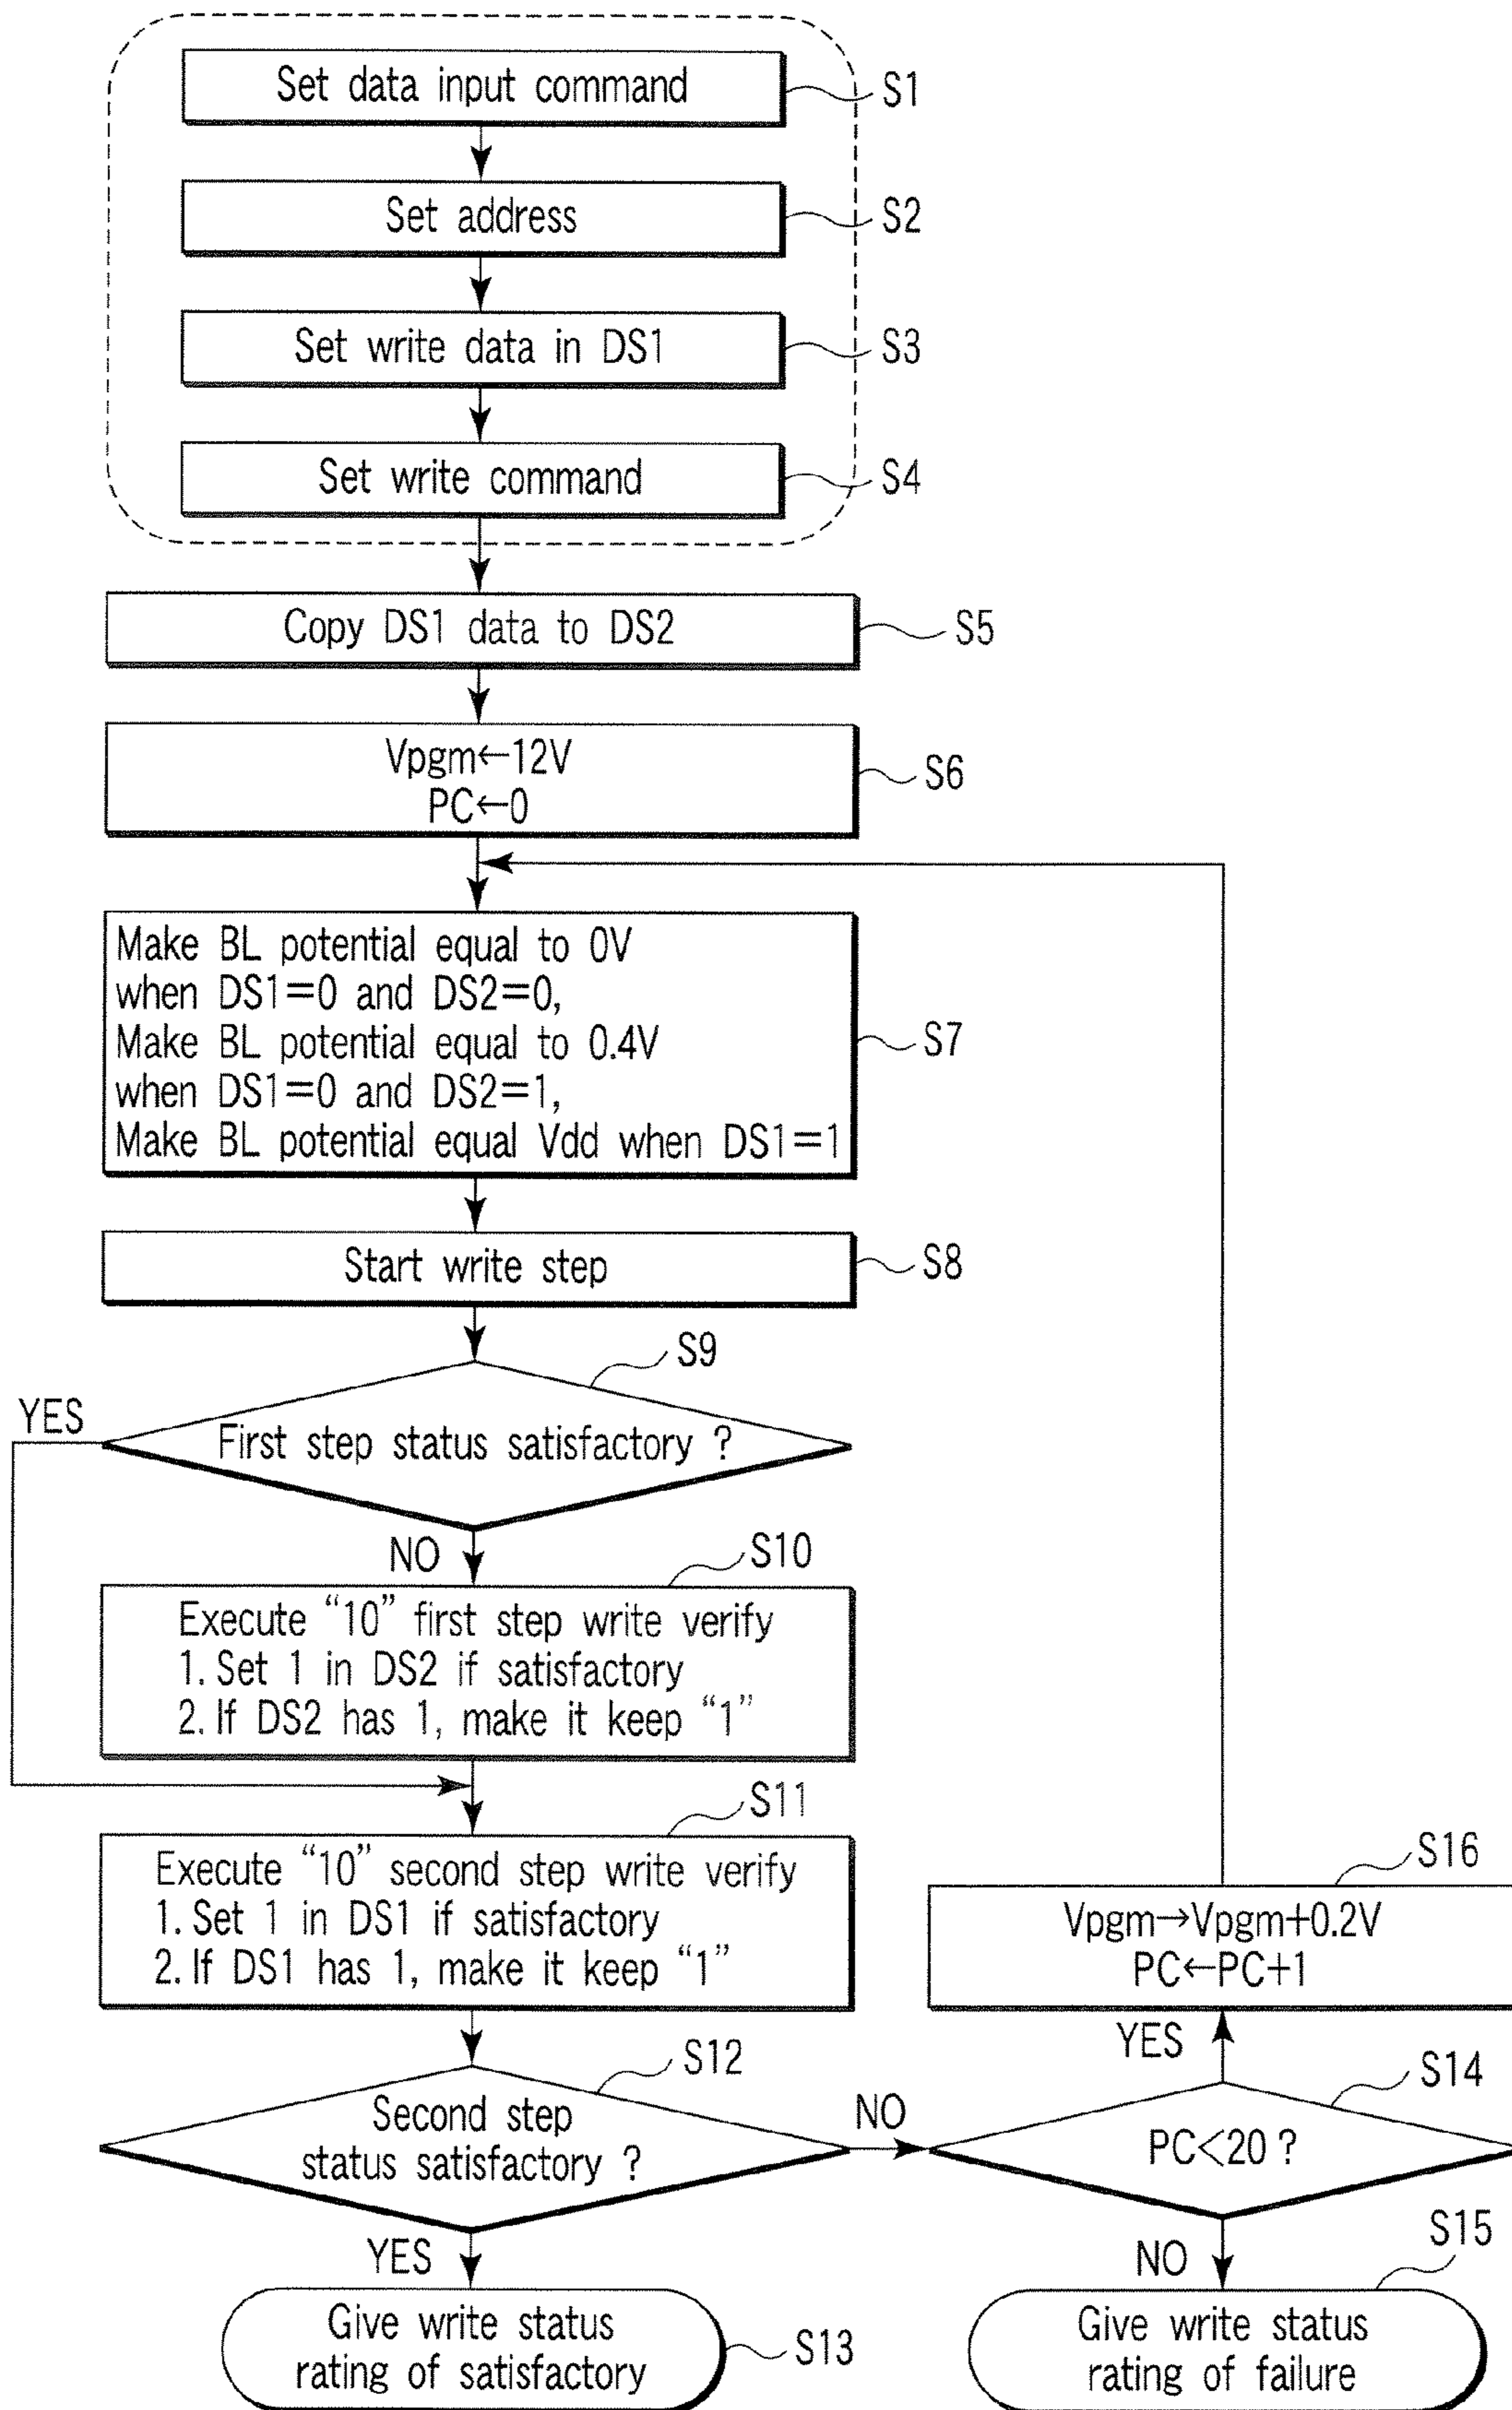 Set data input command
S1
Set address
S2
Set write data in DS1
S3
Set write command
S4
Copy DS1 data to DS2
S5
Vpgm←12V
PC←0
S6
Make BL potential equal to 0V
when DS1=0 and DS2=0,
Make BL potential equal to 0.4V
when DS1=0 and DS2=1,
Make BL potential equal Vdd when DS1=1
S7
Start write step
S8
S9
YES
First step status satisfactory ?
NO
S10
Execute “10” first step write verify
1. Set 1 in DS2 if satisfactory
2. If DS2 has 1, make it keep “1”
S11
Execute “10” second step write verify
1. Set 1 in DS1 if satisfactory
2. If DS1 has 1, make it keep “1”
S16
Vpgm→Vpgm+0.2V
PC←PC+1
YES
S12
Second step
status satisfactory ?
NO
S14
PC<20 ?
YES
NO
S15
Give write status
rating of satisfactory
S13
Give write status
rating of failure